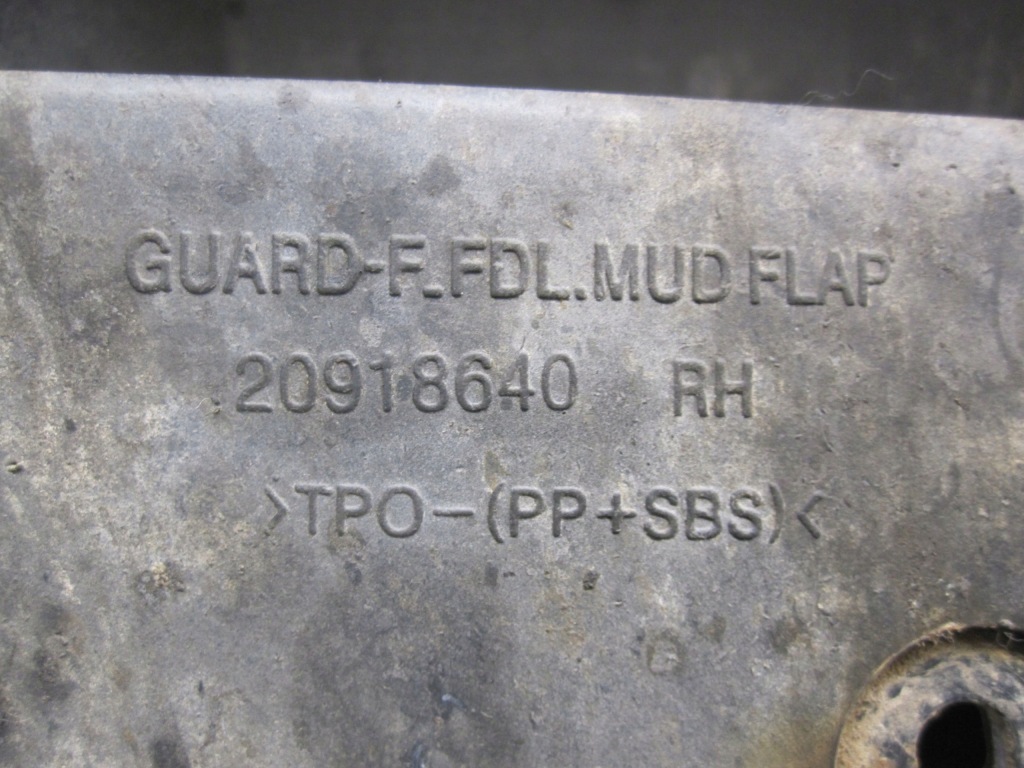 GUARD-F.FDL.MUD FLAP
20918640 RH
>TPO-(PP+SBS)<